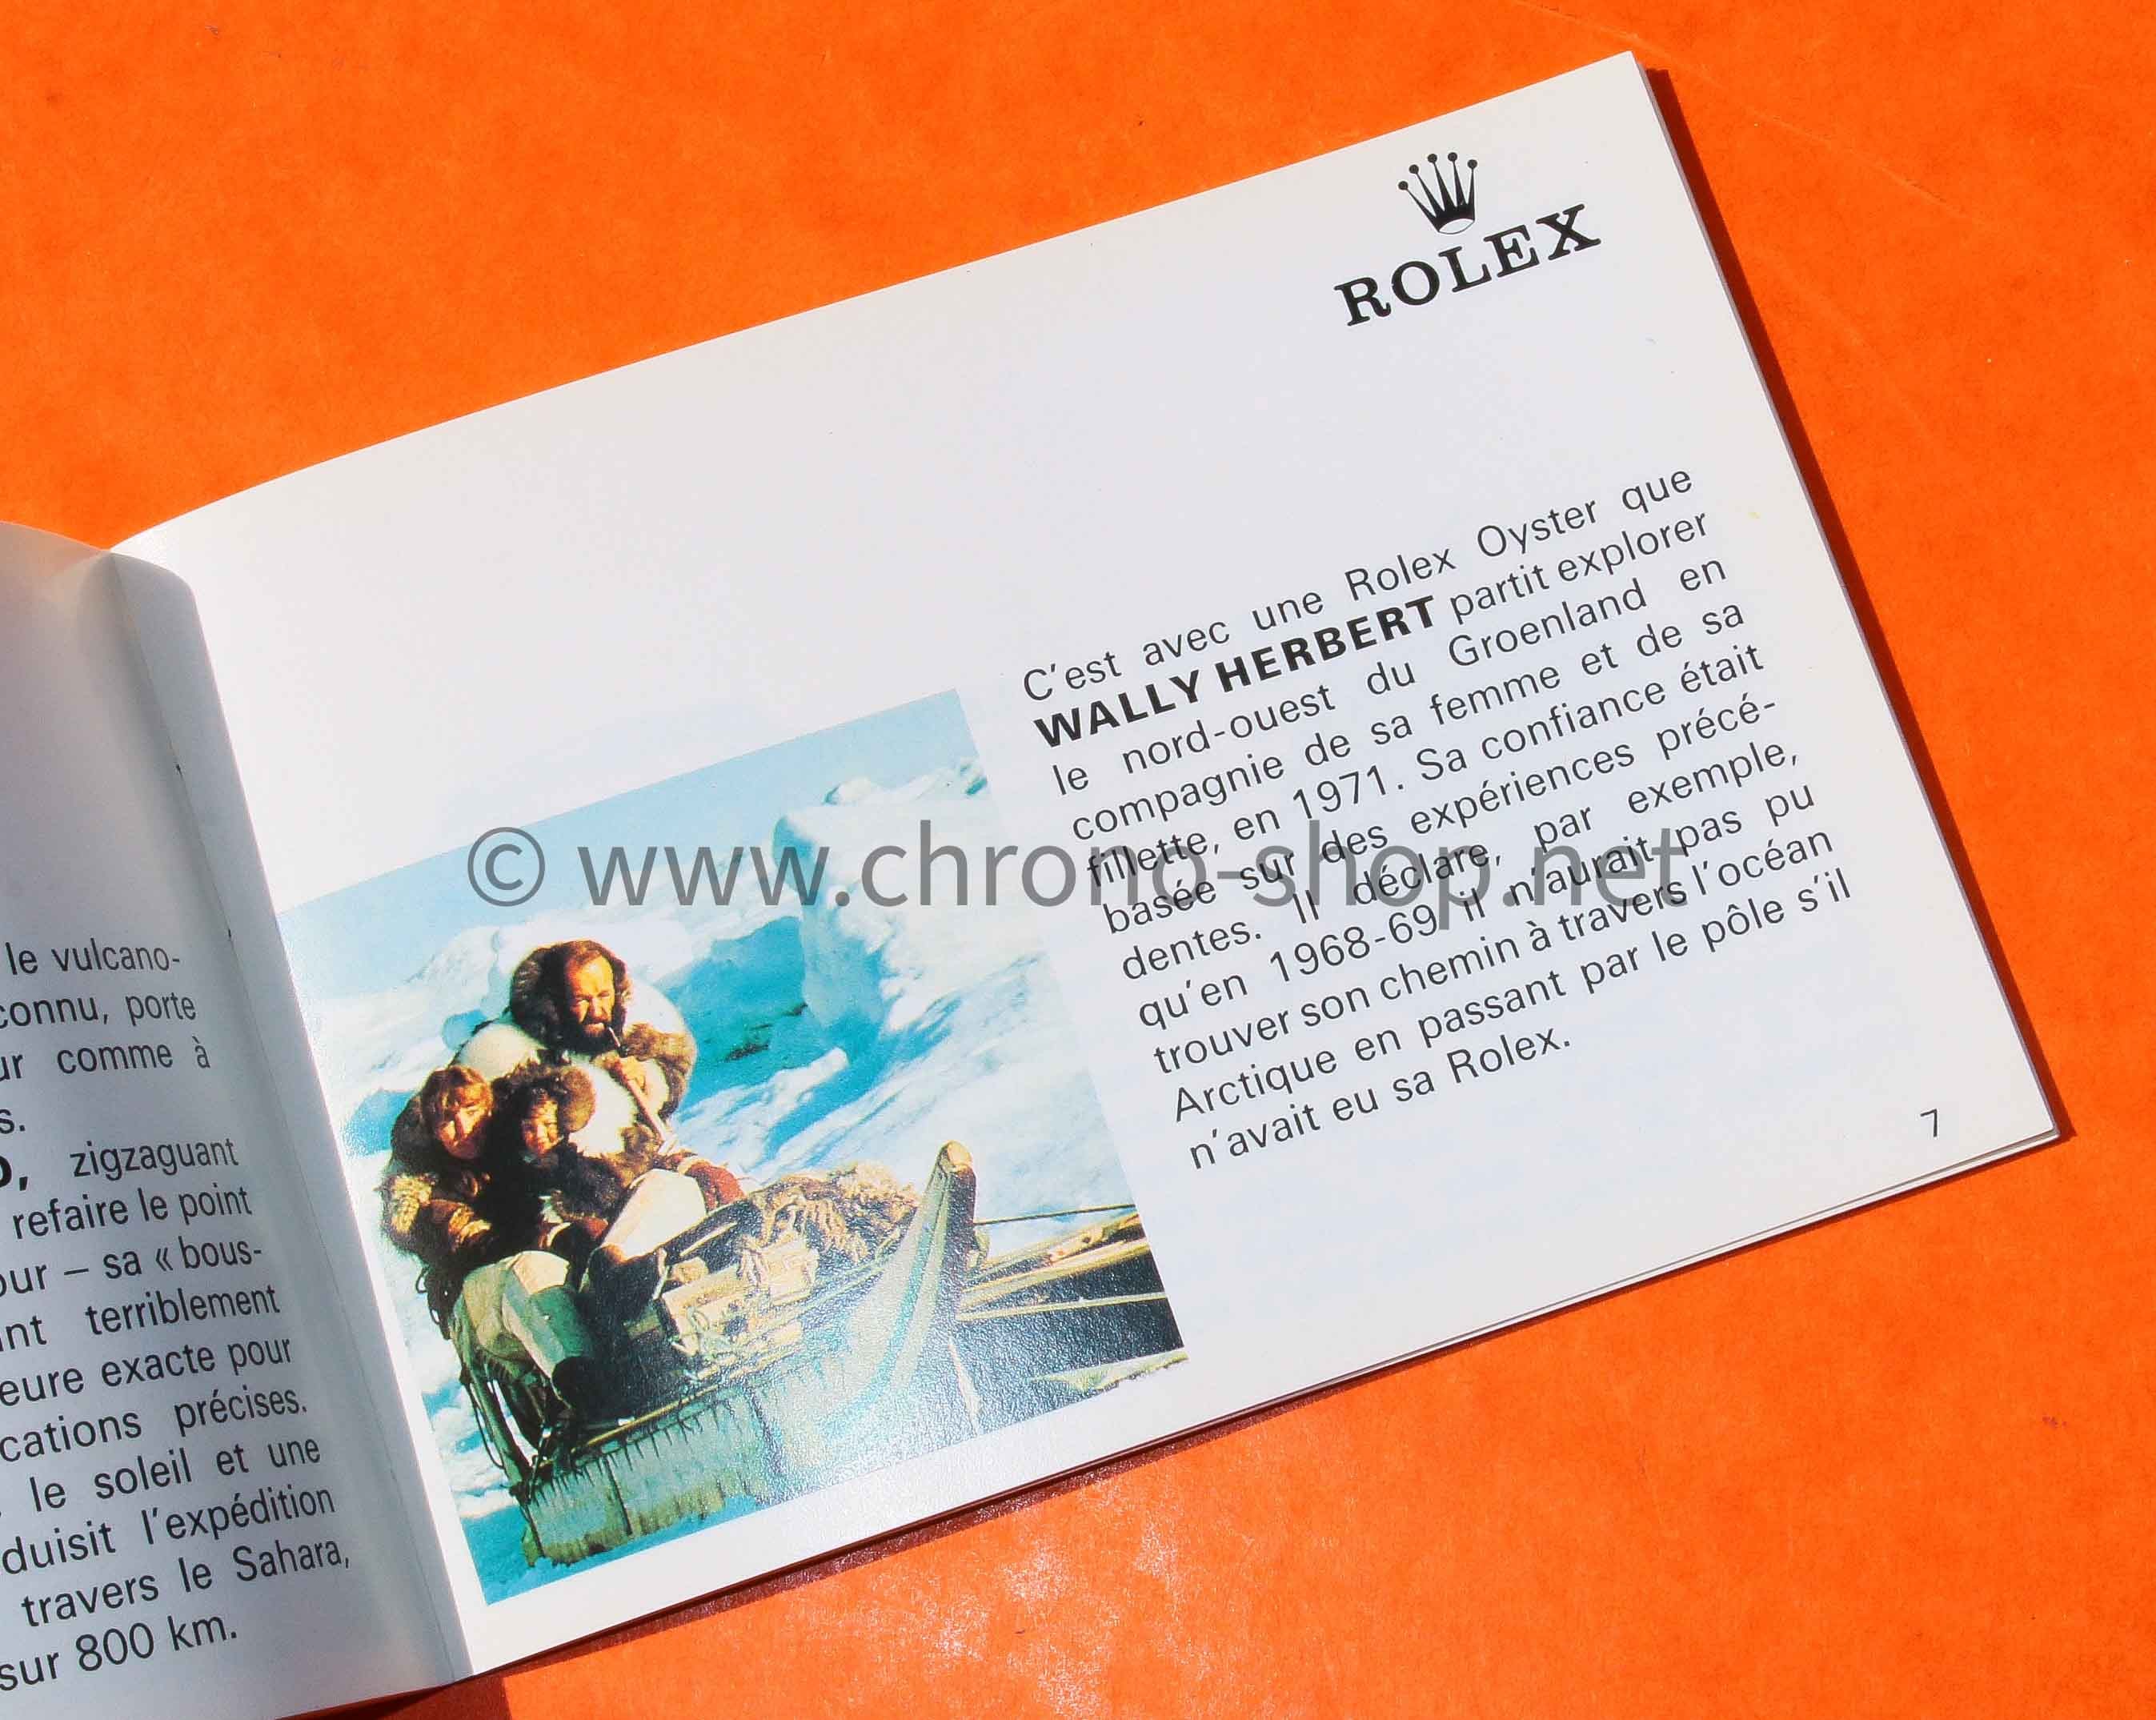 le vulcano-
connu, porte
comme à
zigzaguant
refaire le point
– sa « bous-
terriblement
exacte pour
précises.
le soleil et une
l'expédition
travers le Sahara,
sur 800 km.
ROLEX
C'est avec une Rolex Oyster que
WALLY HERBERT partit explorer
le nord-ouest du Groenland en
compagnie de sa femme et de sa
fillette, en 1971. Sa confiance était
basée sur des expériences précé-
dentes. Il déclare, par exemple,
qu'en 1968-69 il n'aurait pas pu
trouver son chemin à travers l'océan
Arctique en passant par le pôle s'il
n'avait eu sa Rolex.
7
© www.chrono-shop.net